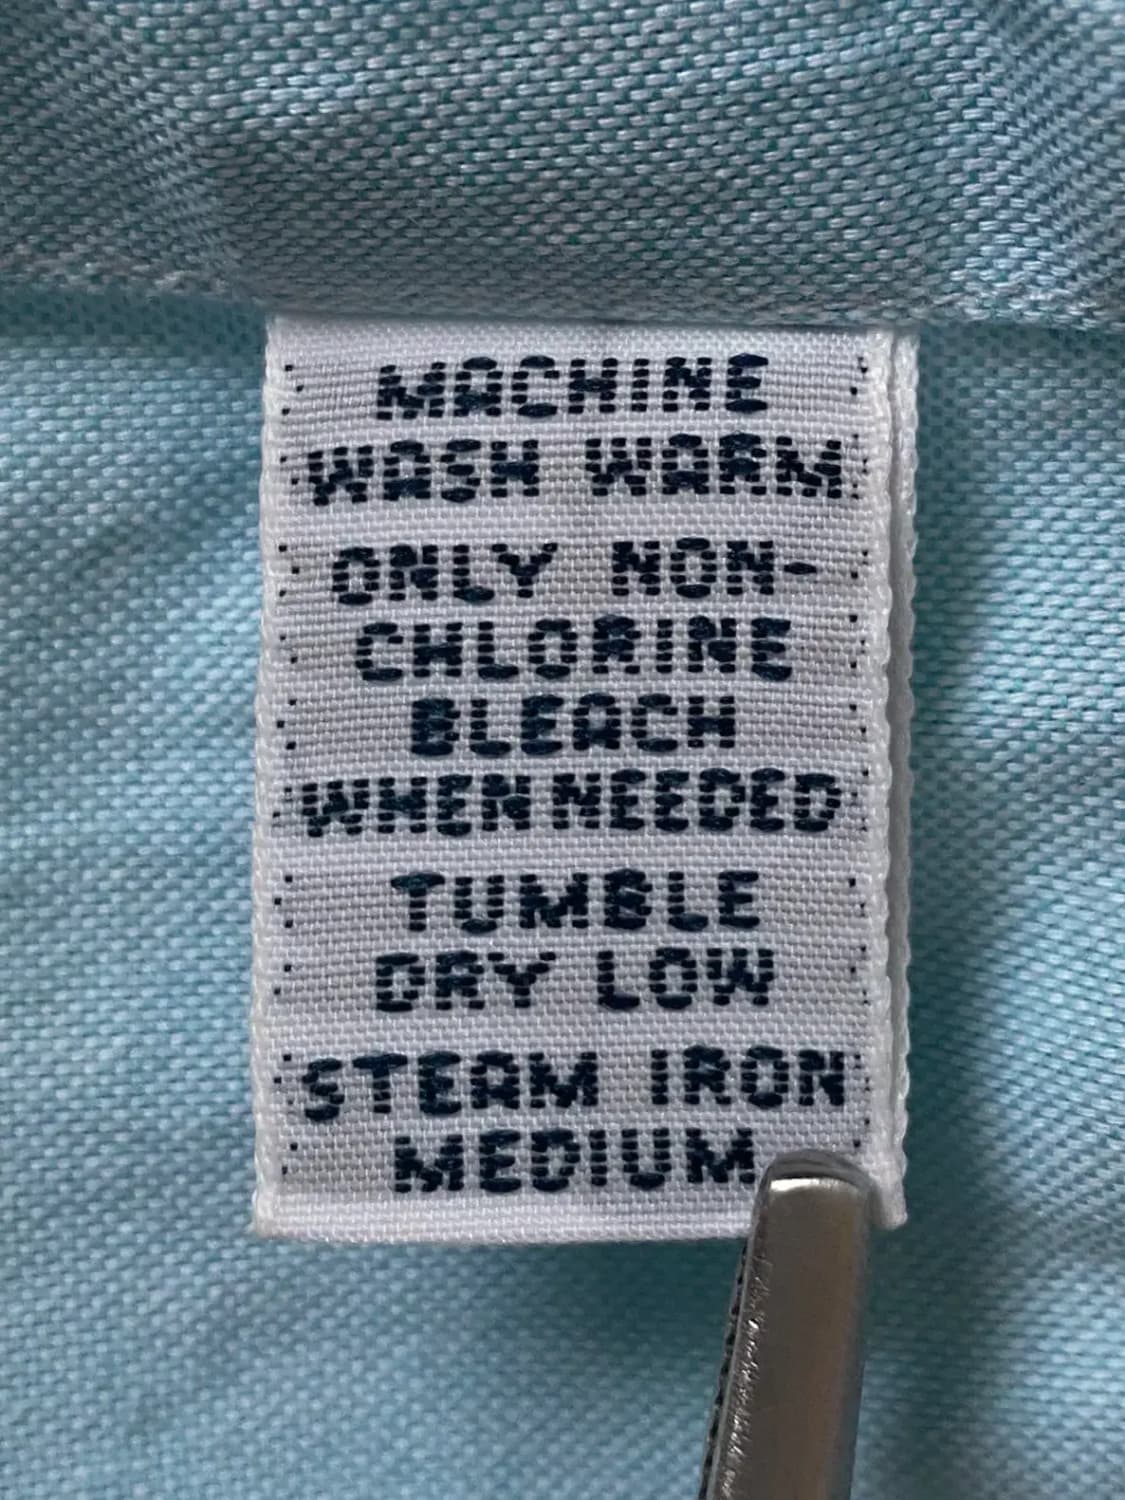 MACHINE
WASH WARM
ONLY NON-
CHLORINE
BLEACH
WHEN NEEDED
TUMBLE
DRY LOW
STEAM IRON
MEDIUM